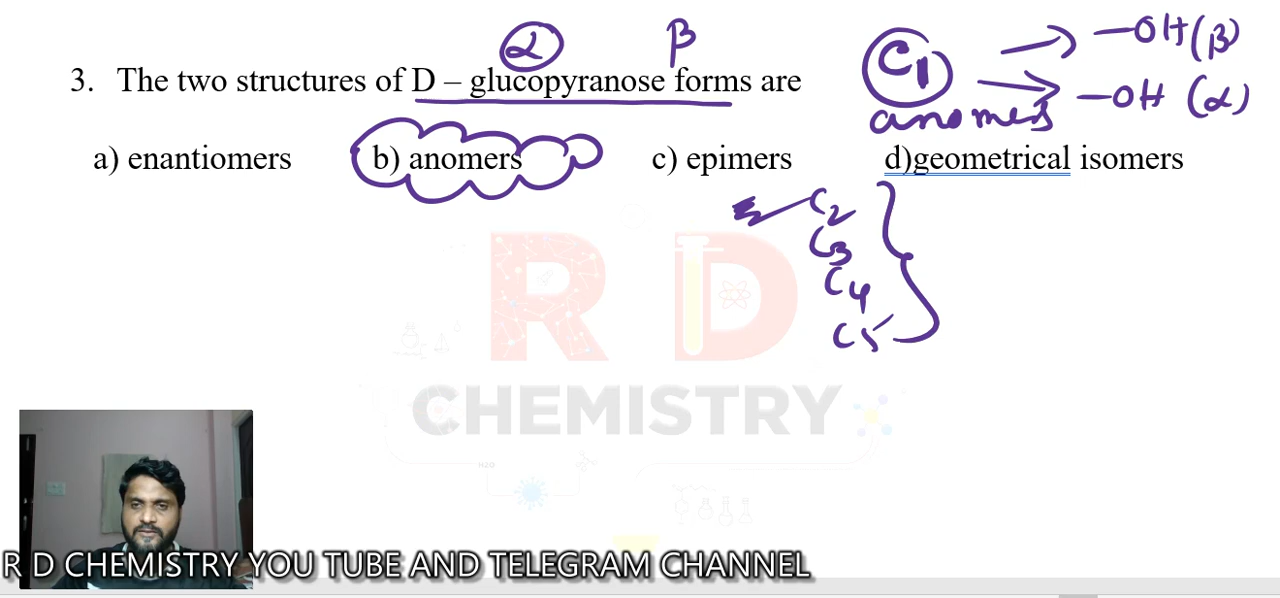 α β C1 → -OH(β)
3. The two structures of D – glucopyranose forms are → -OH (α)
anomers
a) enantiomers b) anomers c) epimers d)geometrical isomers
C2
C3
C4
C5
R D
CHEMISTRY
H2O
R D CHEMISTRY YOU TUBE AND TELEGRAM CHANNEL